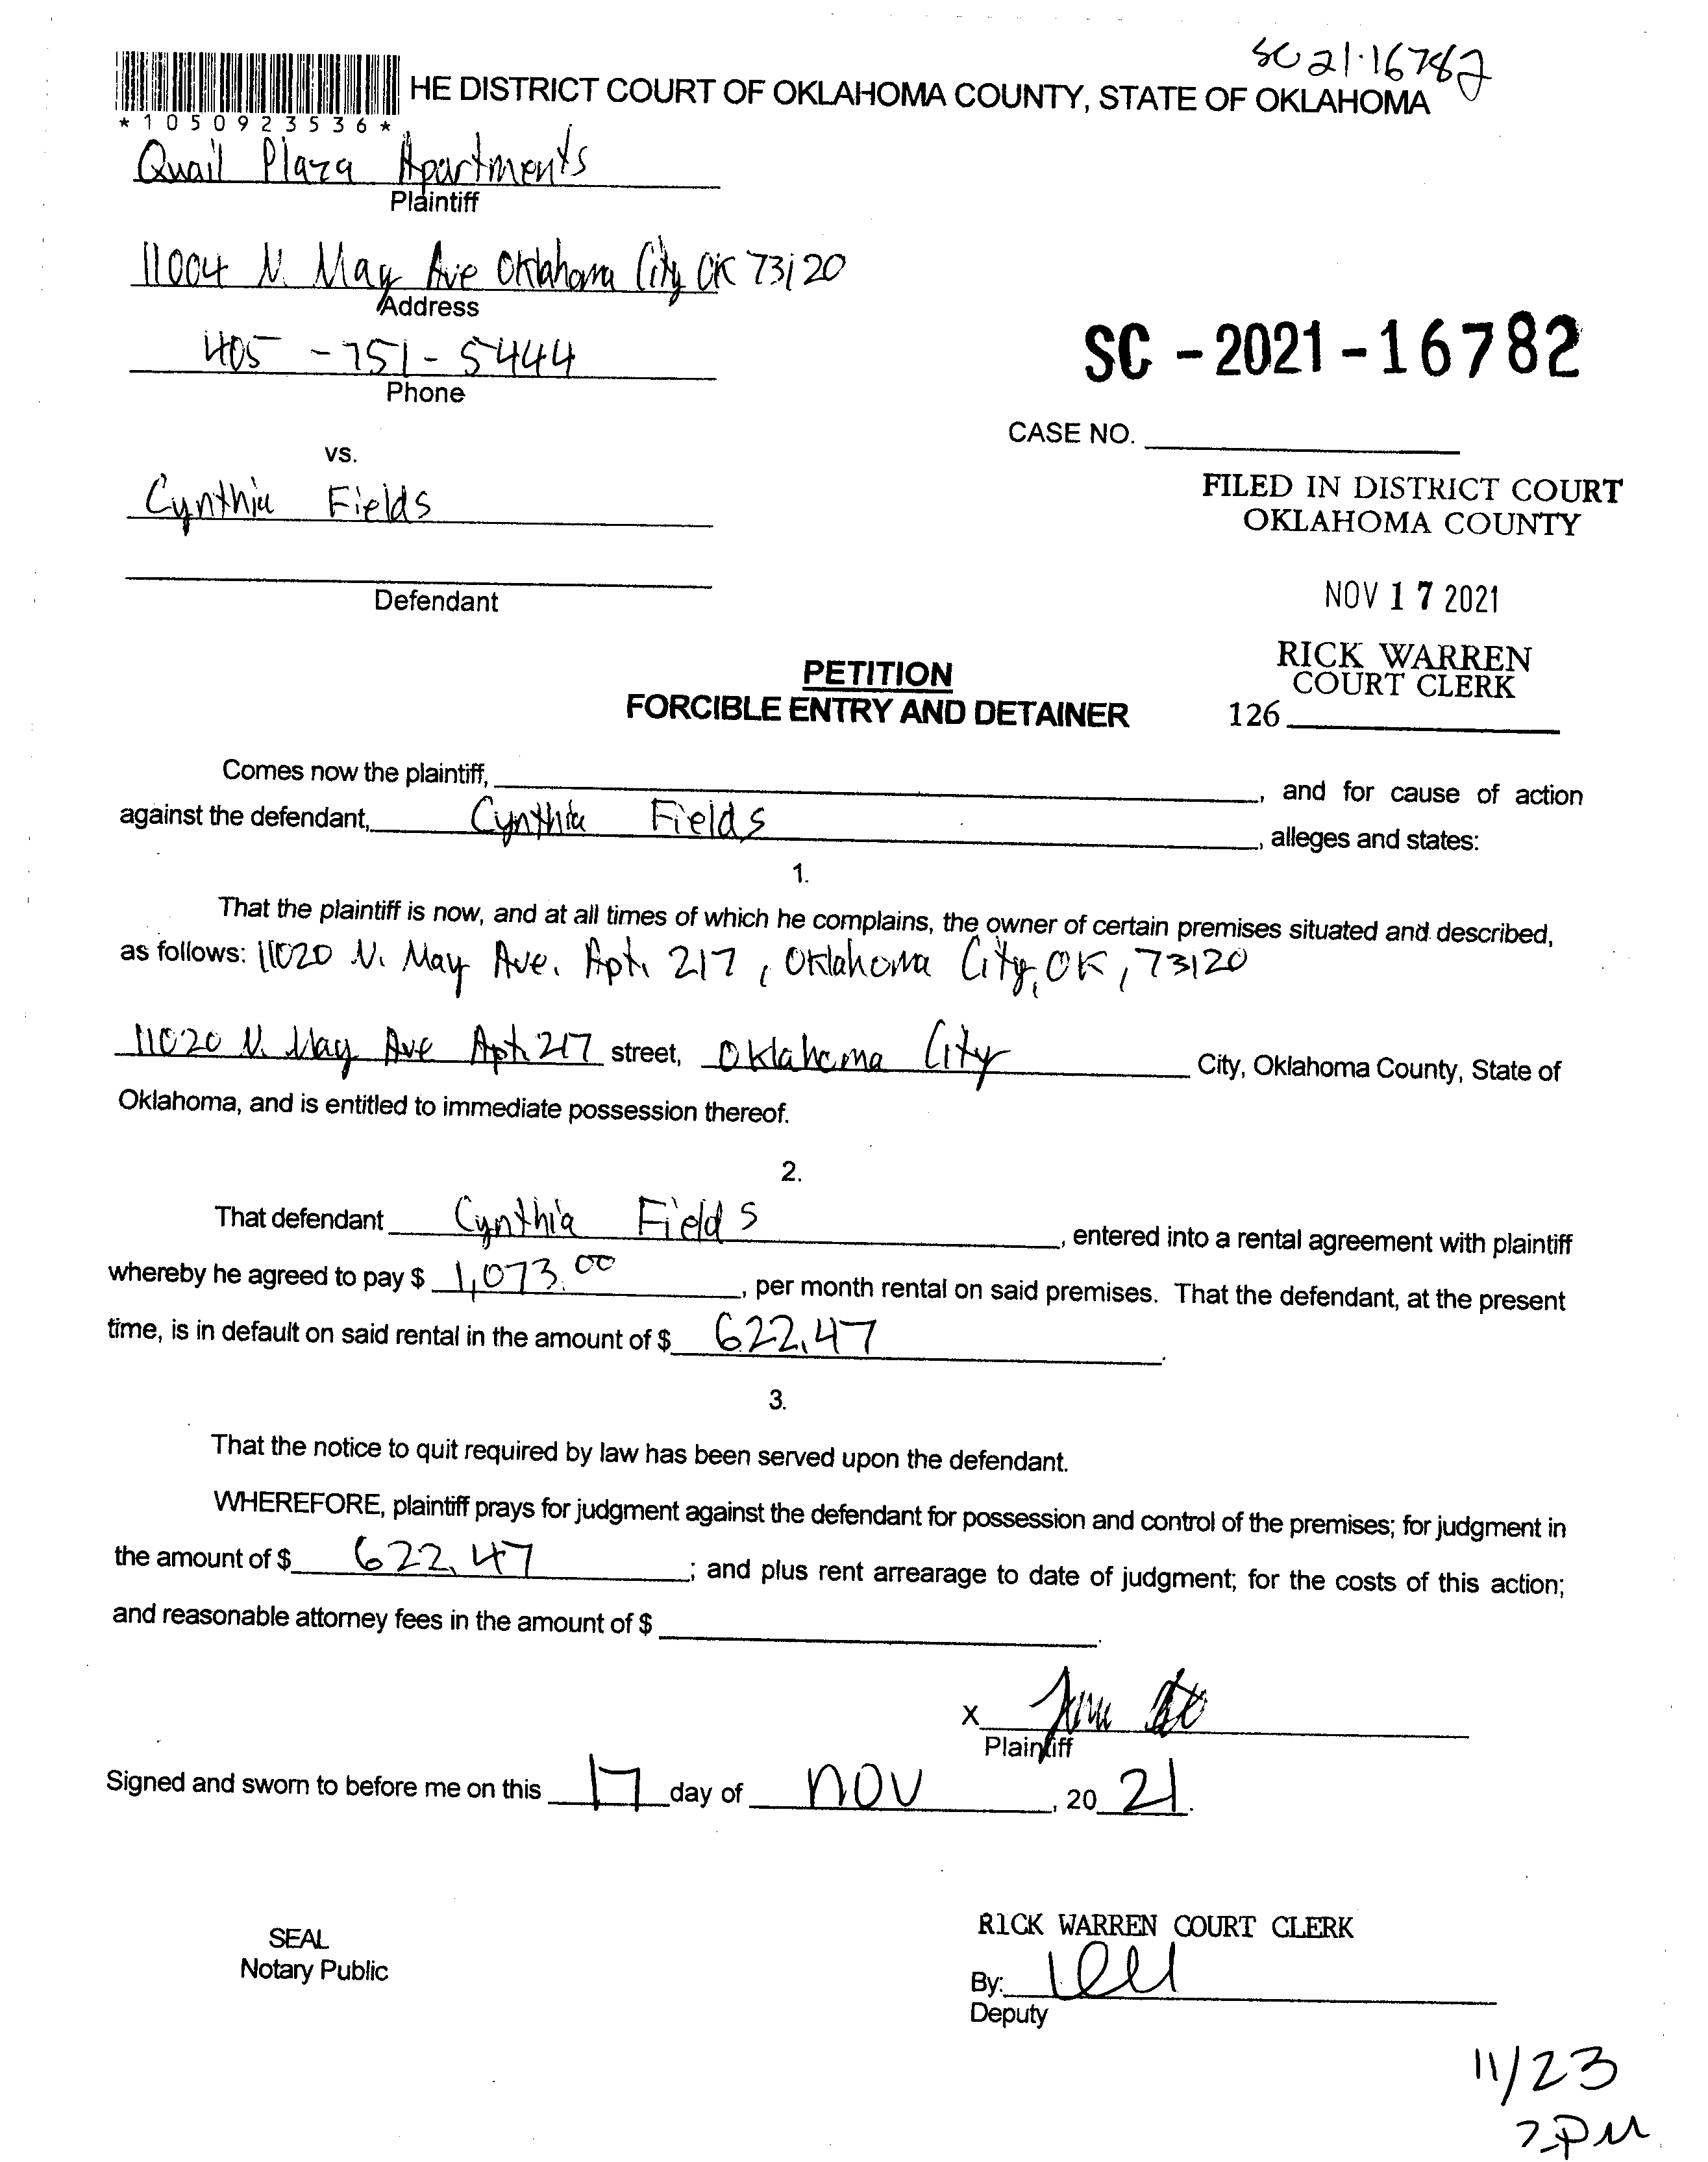 SC 21-16782
HE DISTRICT COURT OF OKLAHOMA COUNTY, STATE OF OKLAHOMA
*1050923536*
Quail Plaza Apartments
Plaintiff
11004 N. May Ave Oklahoma City OK 73120
Address
405-751-5444
Phone
SC-2021-16782
CASE NO.
vs.
Cynthia Fields
FILED IN DISTRICT COURT
OKLAHOMA COUNTY
Defendant
NOV 17 2021
RICK WARREN
COURT CLERK
126
PETITION
FORCIBLE ENTRY AND DETAINER
Comes now the plaintiff, , and for cause of action
against the defendant, Cynthia Fields, alleges and states:
1.
That the plaintiff is now, and at all times of which he complains, the owner of certain premises situated and described,
as follows: 11020 N. May Ave. Apt. 217, Oklahoma City, OK, 73120
11020 N. May Ave Apt. 217 street, Oklahoma City City, Oklahoma County, State of
Oklahoma, and is entitled to immediate possession thereof.
2.
That defendant Cynthia Fields, entered into a rental agreement with plaintiff
whereby he agreed to pay $ 1,073.00, per month rental on said premises. That the defendant, at the present
time, is in default on said rental in the amount of $ 622.47.
3.
That the notice to quit required by law has been served upon the defendant.
WHEREFORE, plaintiff prays for judgment against the defendant for possession and control of the premises; for judgment in
the amount of $ 622.47; and plus rent arrearage to date of judgment; for the costs of this action;
and reasonable attorney fees in the amount of $ .
X
Plaintiff
Signed and sworn to before me on this 17 day of NOV, 20 21.
SEAL
Notary Public
RICK WARREN COURT CLERK
By:
Deputy
11/23
2PM